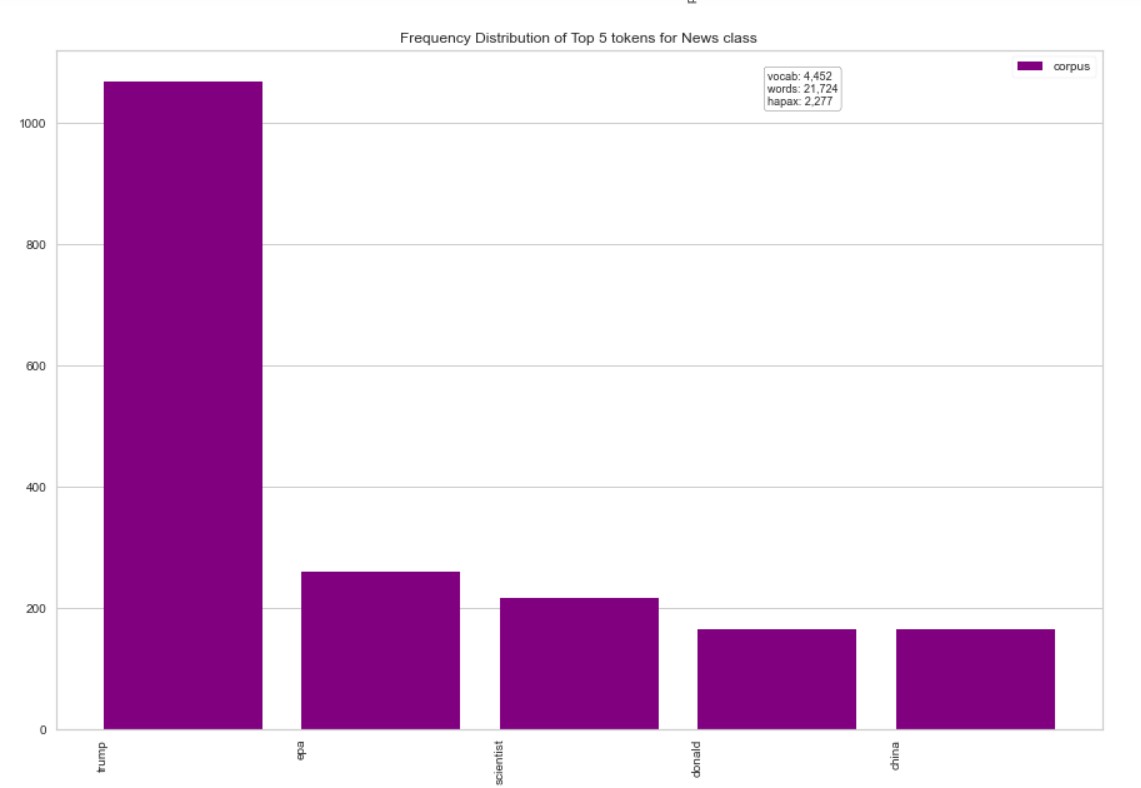 Frequency Distribution of Top 5 tokens for News class
corpus
vocab: 4,452
words: 21,724
hapax: 2,277
1000
800
600
400
200
0
trump
epa
scientist
donald
china